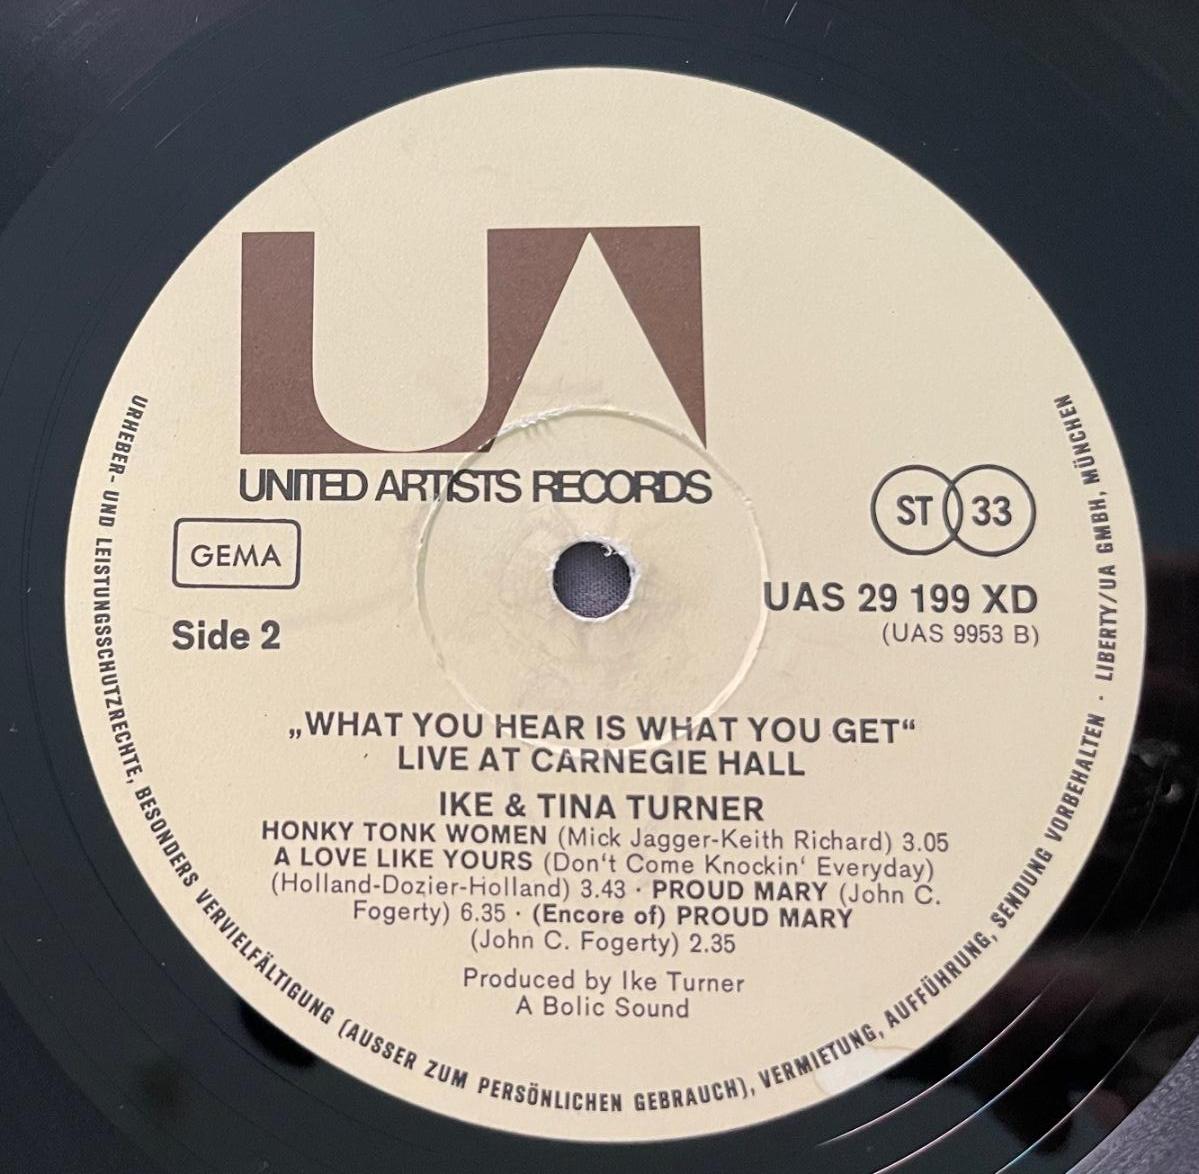 UA
UNITED ARTISTS RECORDS
GEMA
ST 33
Side 2
UAS 29 199 XD
(UAS 9953 B)
„WHAT YOU HEAR IS WHAT YOU GET“
LIVE AT CARNEGIE HALL
IKE & TINA TURNER
HONKY TONK WOMEN (Mick Jagger-Keith Richard) 3.05
A LOVE LIKE YOURS (Don't Come Knockin' Everyday)
(Holland-Dozier-Holland) 3.43 · PROUD MARY (John C.
Fogerty) 6.35 · (Encore of) PROUD MARY
(John C. Fogerty) 2.35
Produced by Ike Turner
A Bolic Sound
URHEBER- UND LEISTUNGSSCHUTZRECHTE, BESONDERS VERVIELFÄLTIGUNG (AUSSER ZUM PERSÖNLICHEN GEBRAUCH), VERMIETUNG, AUFFÜHRUNG, SENDUNG VORBEHALTEN · LIBERTY/UA GMBH, MÜNCHEN